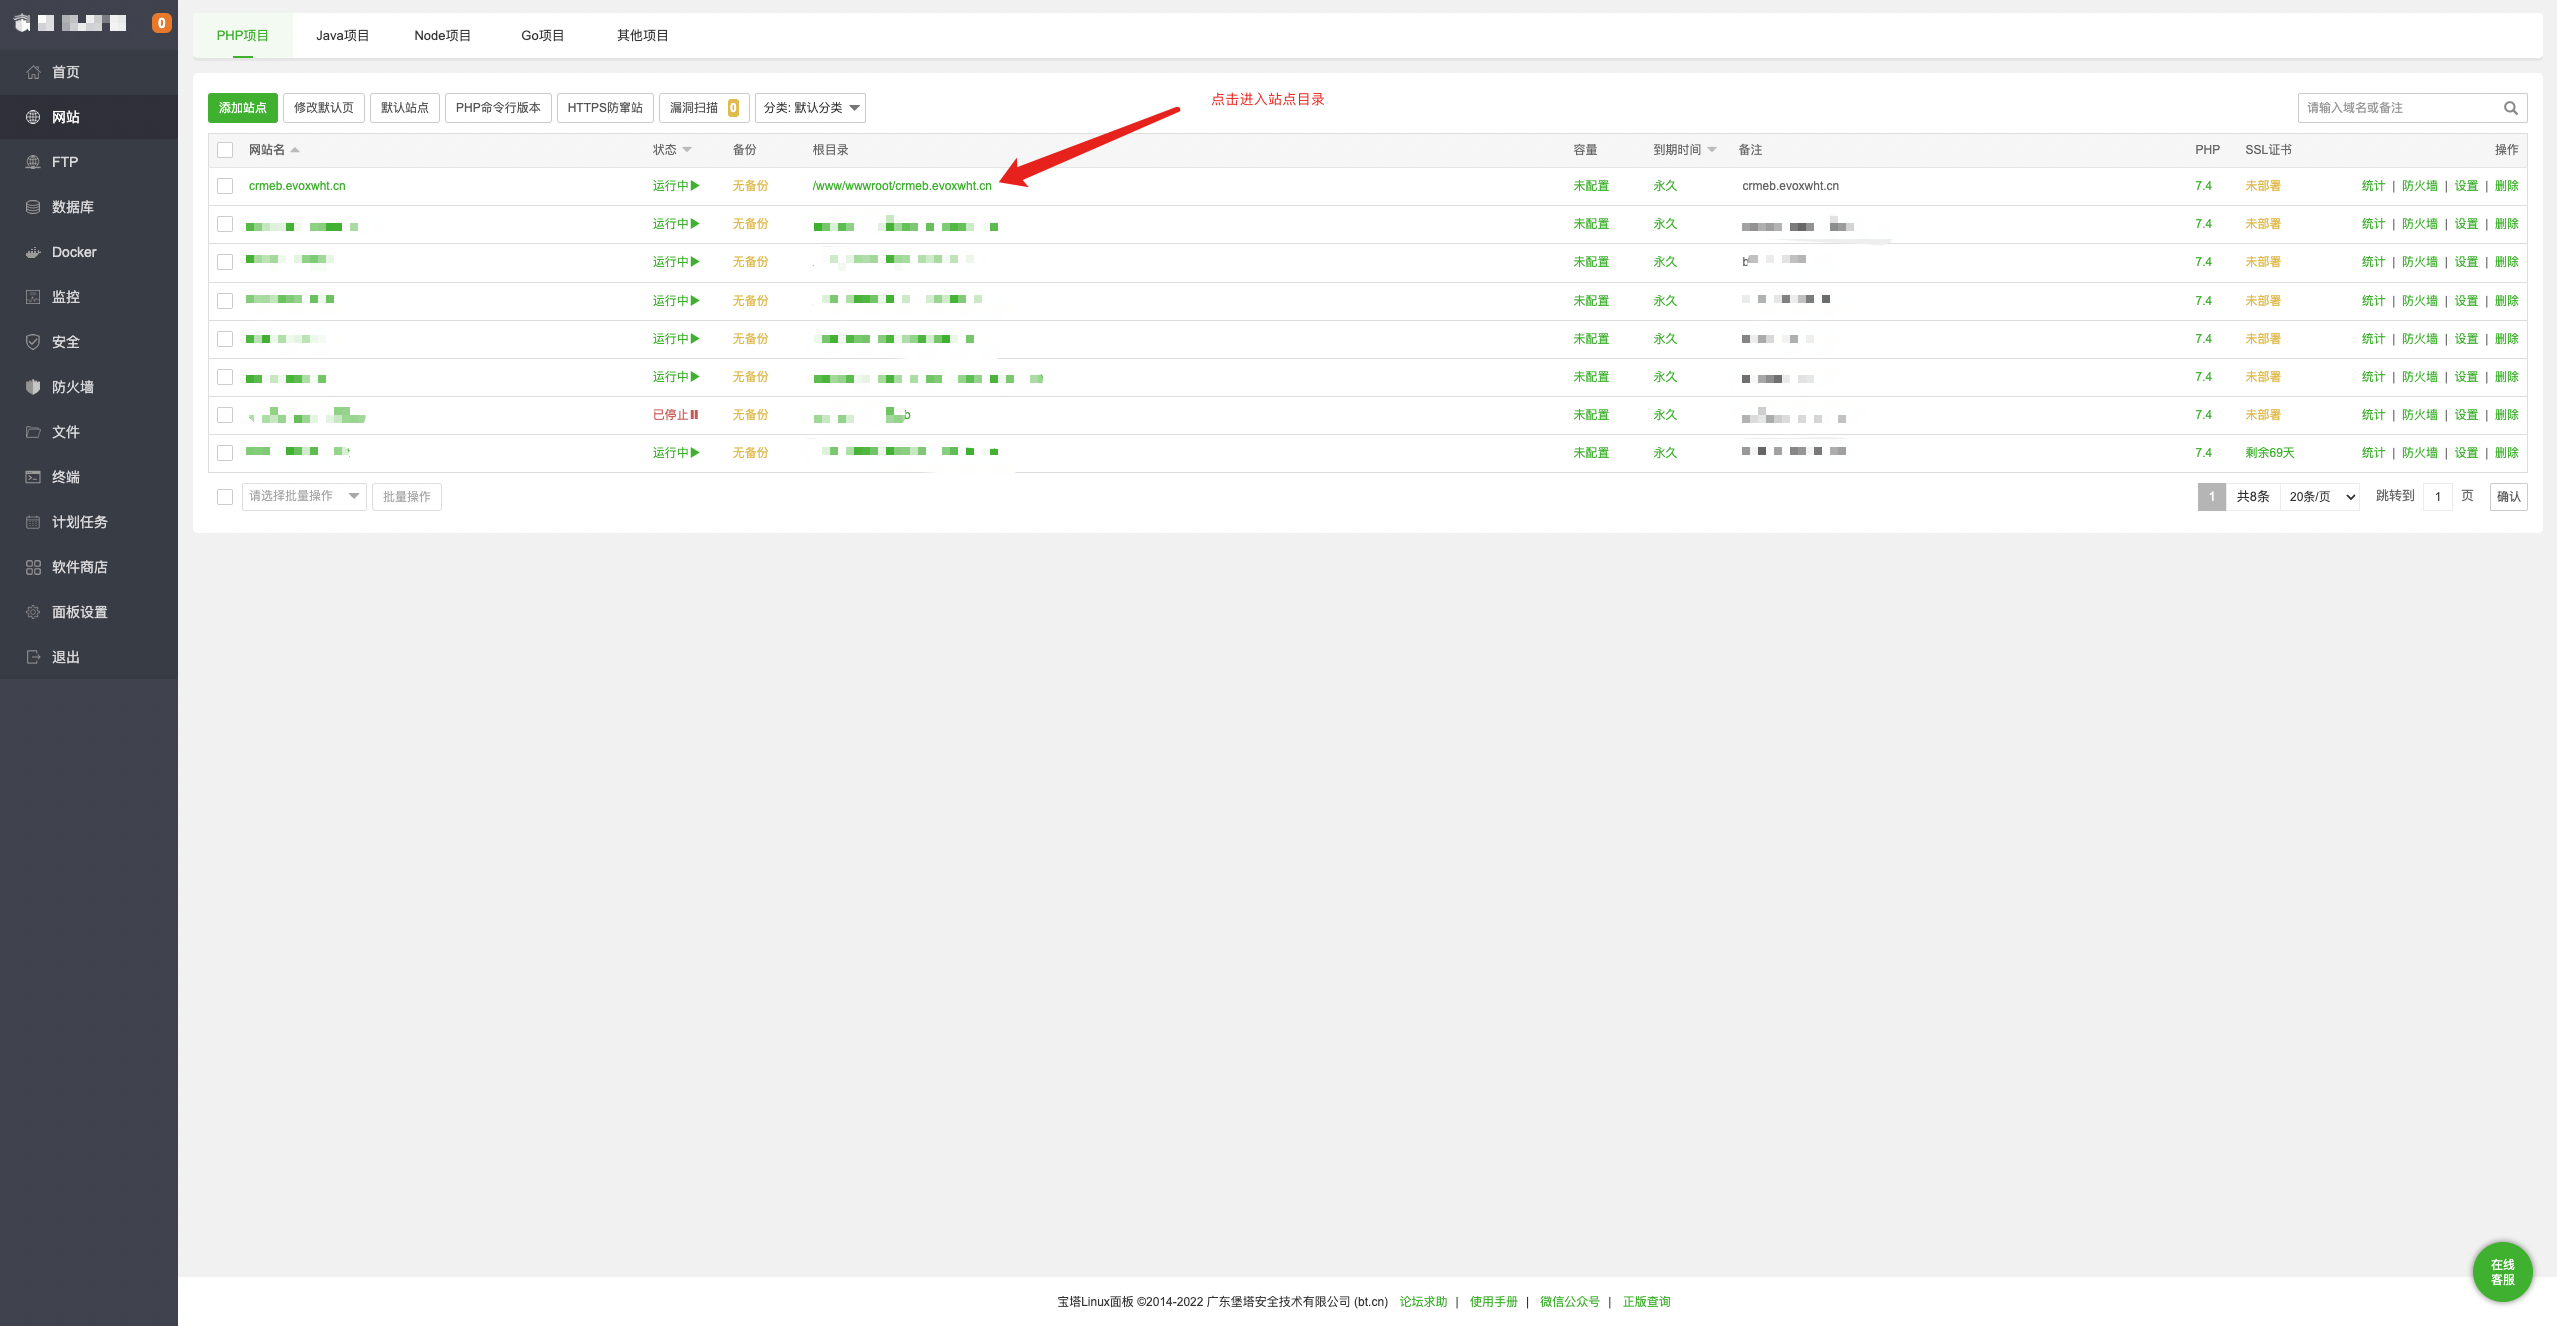 0
首页
网站
FTP
数据库
Docker
监控
安全
防火墙
文件
终端
计划任务
软件商店
面板设置
退出
PHP项目 Java项目 Node项目 Go项目 其他项目
点击进入站点目录
添加站点 修改默认页 默认站点 PHP命令行版本 HTTPS防窜站 漏洞扫描 0 分类: 默认分类 请输入域名或备注
网站名 状态 备份 根目录 容量 到期时间 备注 PHP SSL证书 操作
crmeb.evoxwht.cn 运行中 无备份 /www/wwwroot/crmeb.evoxwht.cn 未配置 永久 crmeb.evoxwht.cn 7.4 未部署 统计 | 防火墙 | 设置 | 删除
运行中 无备份 未配置 永久 7.4 未部署 统计 | 防火墙 | 设置 | 删除
运行中 无备份 未配置 永久 7.4 未部署 统计 | 防火墙 | 设置 | 删除
运行中 无备份 未配置 永久 7.4 未部署 统计 | 防火墙 | 设置 | 删除
运行中 无备份 未配置 永久 7.4 未部署 统计 | 防火墙 | 设置 | 删除
运行中 无备份 未配置 永久 7.4 未部署 统计 | 防火墙 | 设置 | 删除
已停止 无备份 未配置 永久 7.4 未部署 统计 | 防火墙 | 设置 | 删除
运行中 无备份 未配置 永久 7.4 剩余69天 统计 | 防火墙 | 设置 | 删除
请选择批量操作 批量操作 1 共8条 20条/页 跳转到 1 页 确认
在线
客服
宝塔Linux面板 ©2014-2022 广东堡塔安全技术有限公司 (bt.cn) 论坛求助 | 使用手册 | 微信公众号 | 正版查询